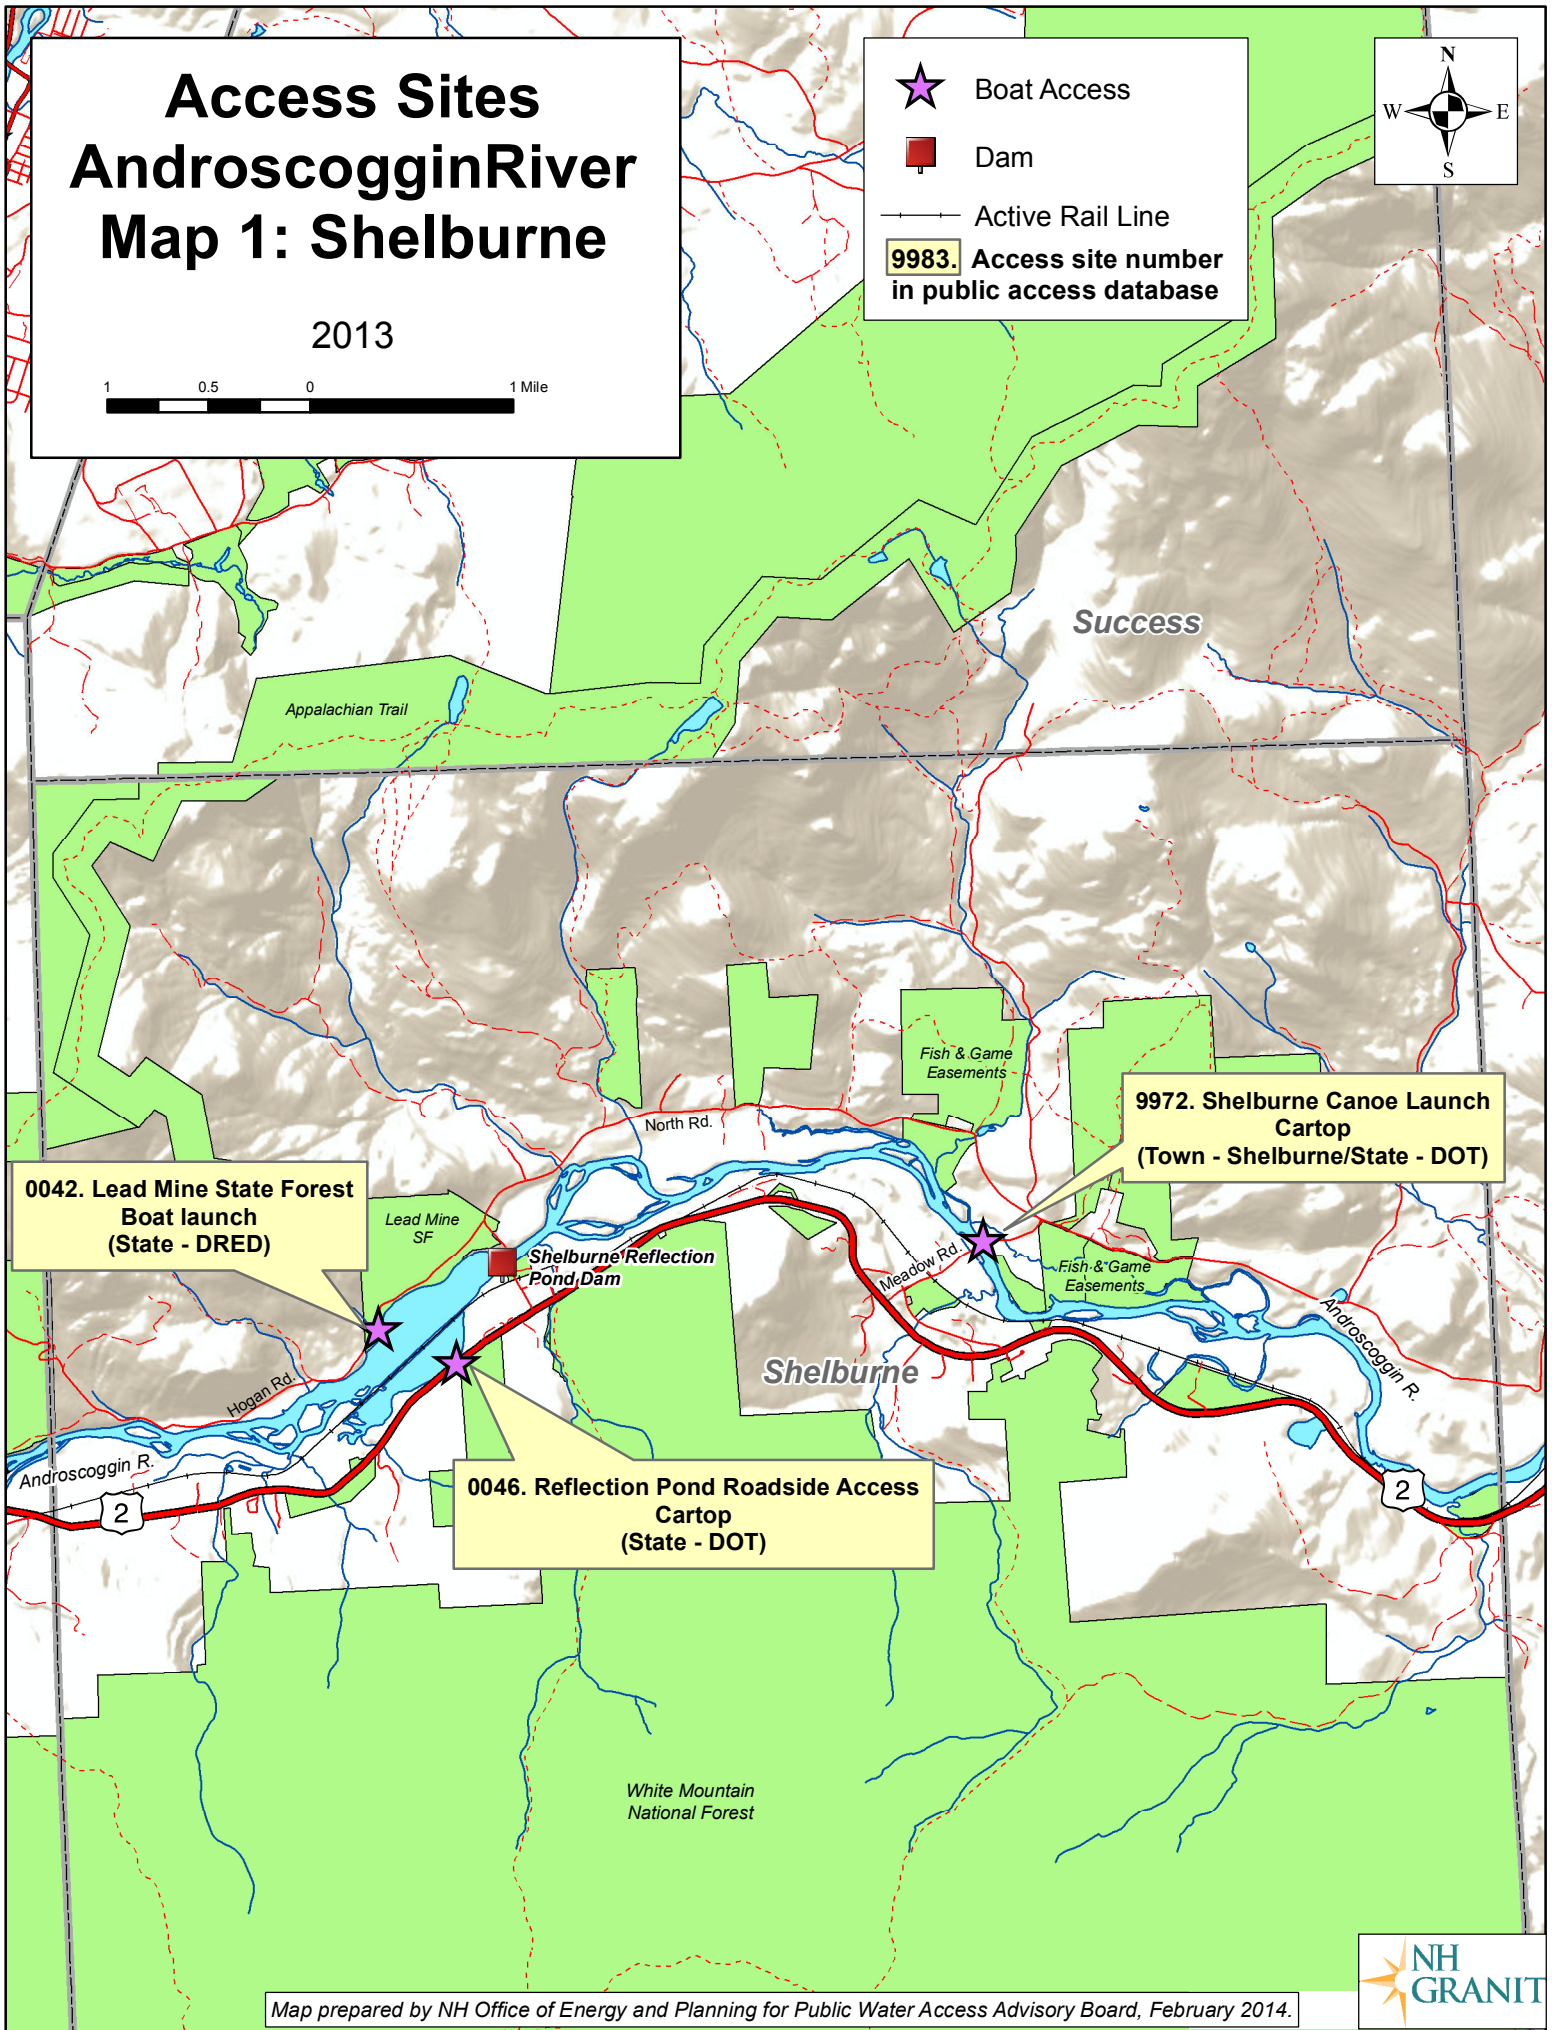 Access Sites
AndroscogginRiver
Map 1: Shelburne
2013
1 0.5 0 1 Mile
Boat Access
Dam
Active Rail Line
9983. Access site number
in public access database
N
W E
S
Success
Appalachian Trail
Fish & Game
Easements
North Rd.
9972. Shelburne Canoe Launch
Cartop
(Town - Shelburne/State - DOT)
0042. Lead Mine State Forest
Boat launch
(State - DRED)
Lead Mine
SF
Shelburne Reflection
Pond Dam
Meadow Rd.
Fish & Game
Easements
Androscoggin R.
Shelburne
Hogan Rd.
Androscoggin R.
2
2
0046. Reflection Pond Roadside Access
Cartop
(State - DOT)
White Mountain
National Forest
NH
GRANIT
Map prepared by NH Office of Energy and Planning for Public Water Access Advisory Board, February 2014.